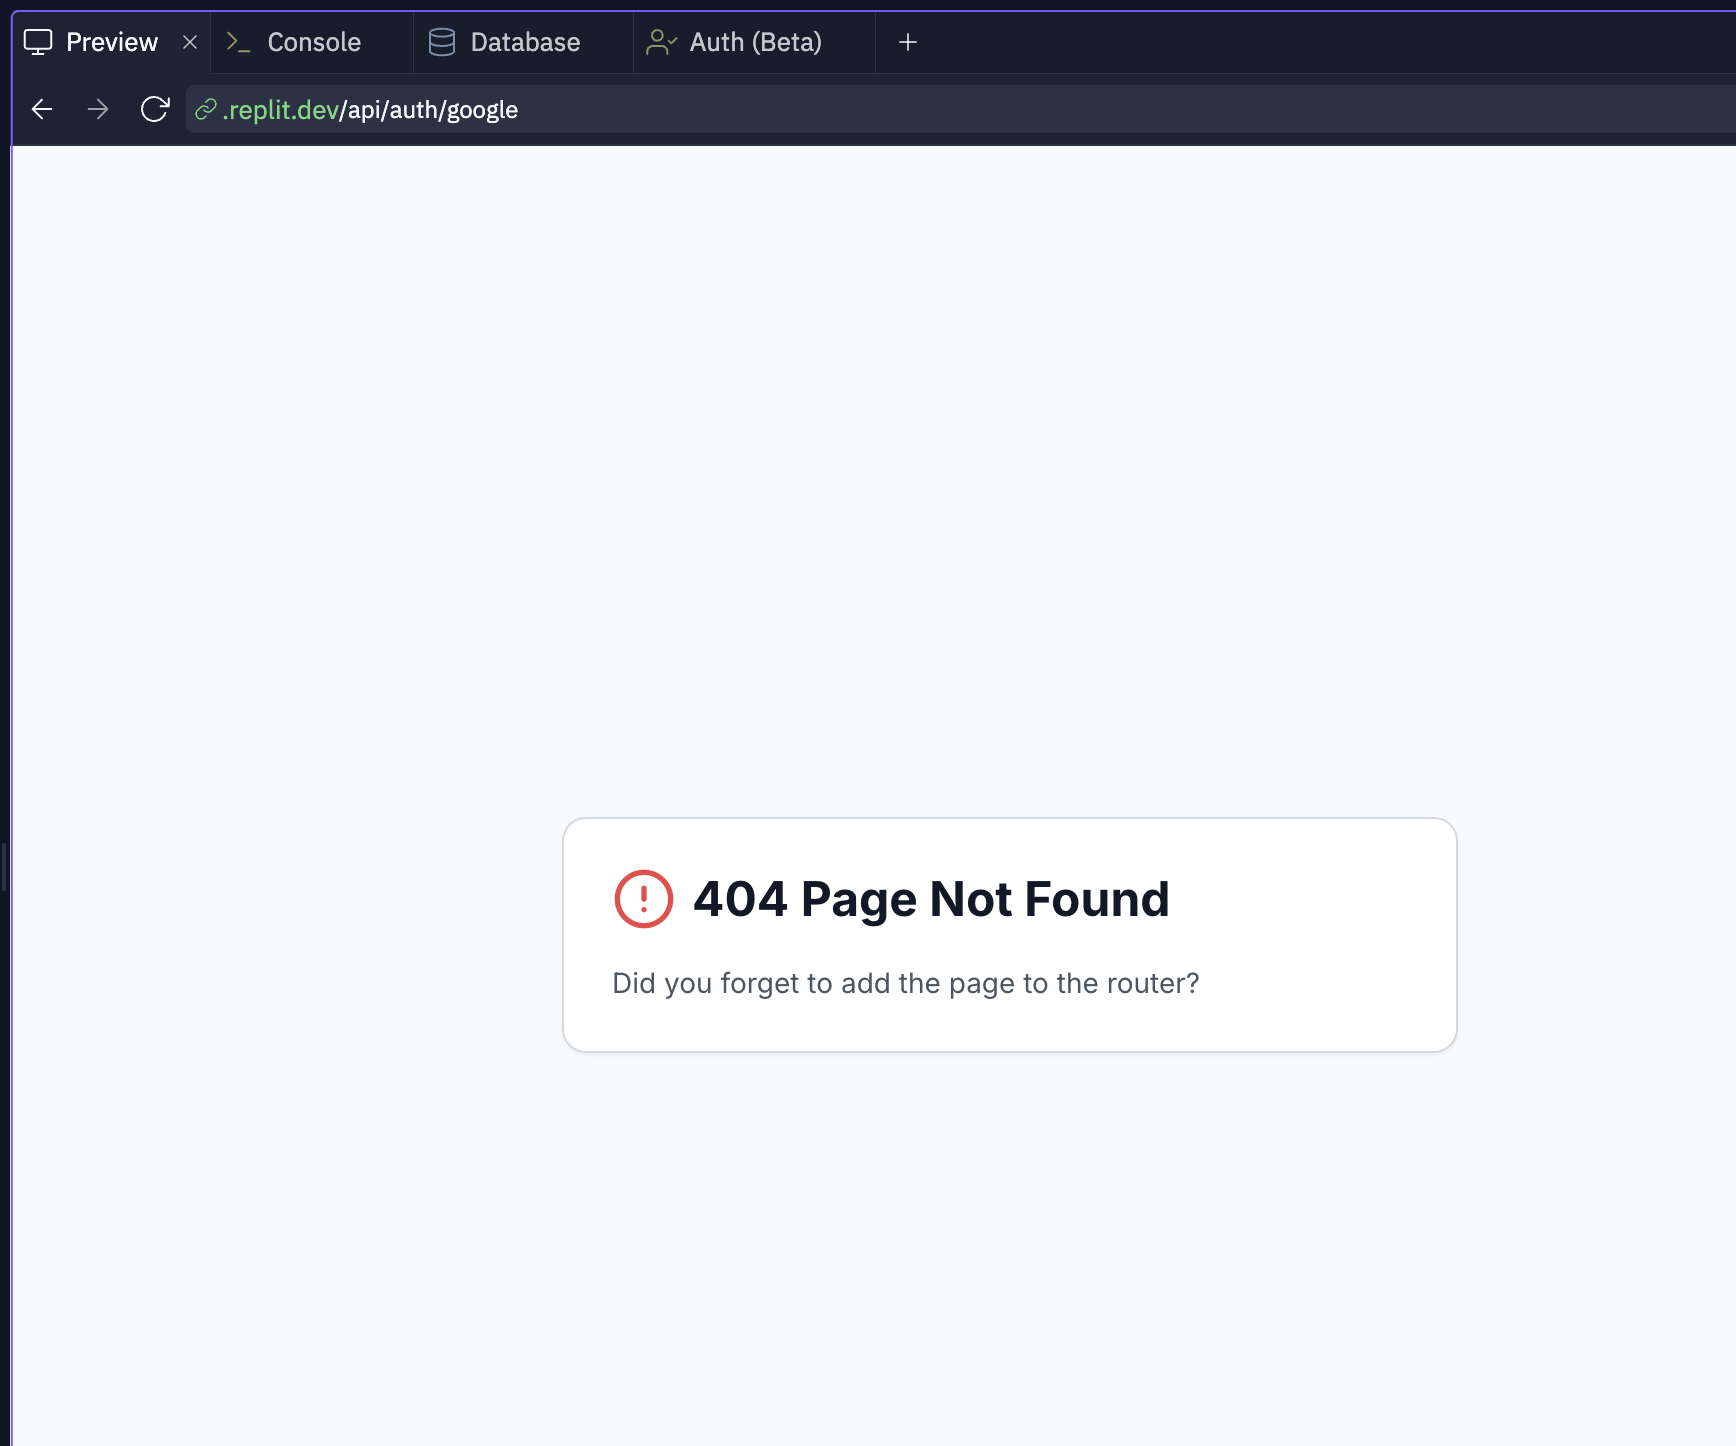 Preview
Console
Database
Auth (Beta)
.replit.dev/api/auth/google
404 Page Not Found
Did you forget to add the page to the router?